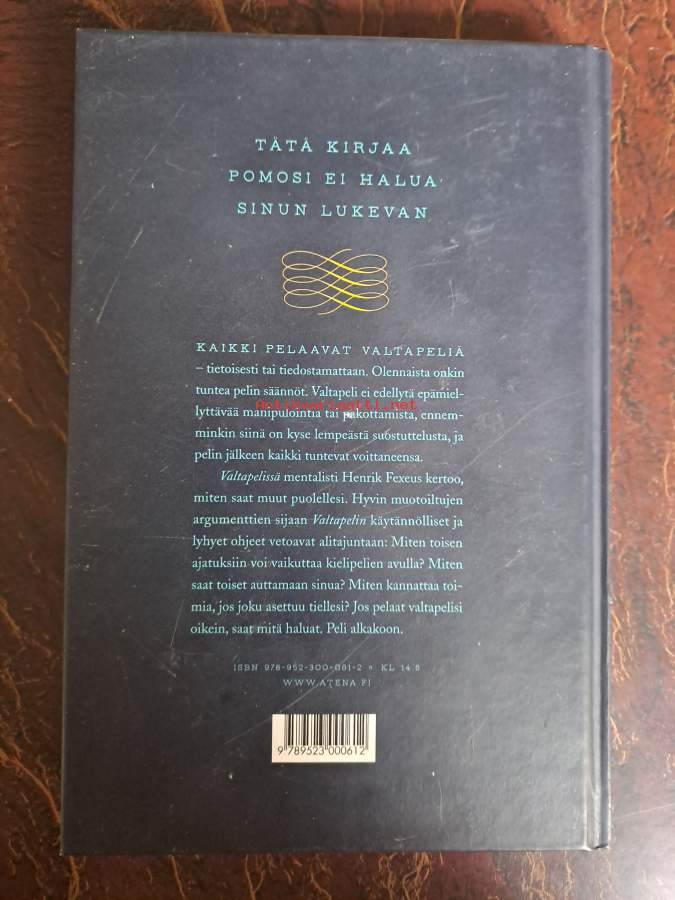 TÄTÄ KIRJAA
POMOSI EI HALUA
SINUN LUKEVAN
KAIKKI PELAAVAT VALTAPELIÄ
– tietoisesti tai tiedostamattaan. Olennaista onkin
tuntea pelin säännöt. Valtapeli ei edellytä epämiel-
Antikvariaatti.net
lyttävää manipulointia tai pakottamista, ennem-
minkin siinä on kyse lempeästä suostuttelusta, ja
pelin jälkeen kaikki tuntevat voittaneensa.
Valtapelissä mentalisti Henrik Fexeus kertoo,
miten saat muut puolellesi. Hyvin muotoiltujen
argumenttien sijaan Valtapelin käytännölliset ja
lyhyet ohjeet vetoavat alitajuntaan: Miten toisen
ajatuksiin voi vaikuttaa kielipelien avulla? Miten
saat toiset auttamaan sinua? Miten kannattaa toi-
mia, jos joku asettuu tiellesi? Jos pelaat valtapelisi
oikein, saat mitä haluat. Peli alkakoon.
ISBN 978-952-300-061-2 • KL 14.8
WWW.ATENA.FI
9 789523 000612